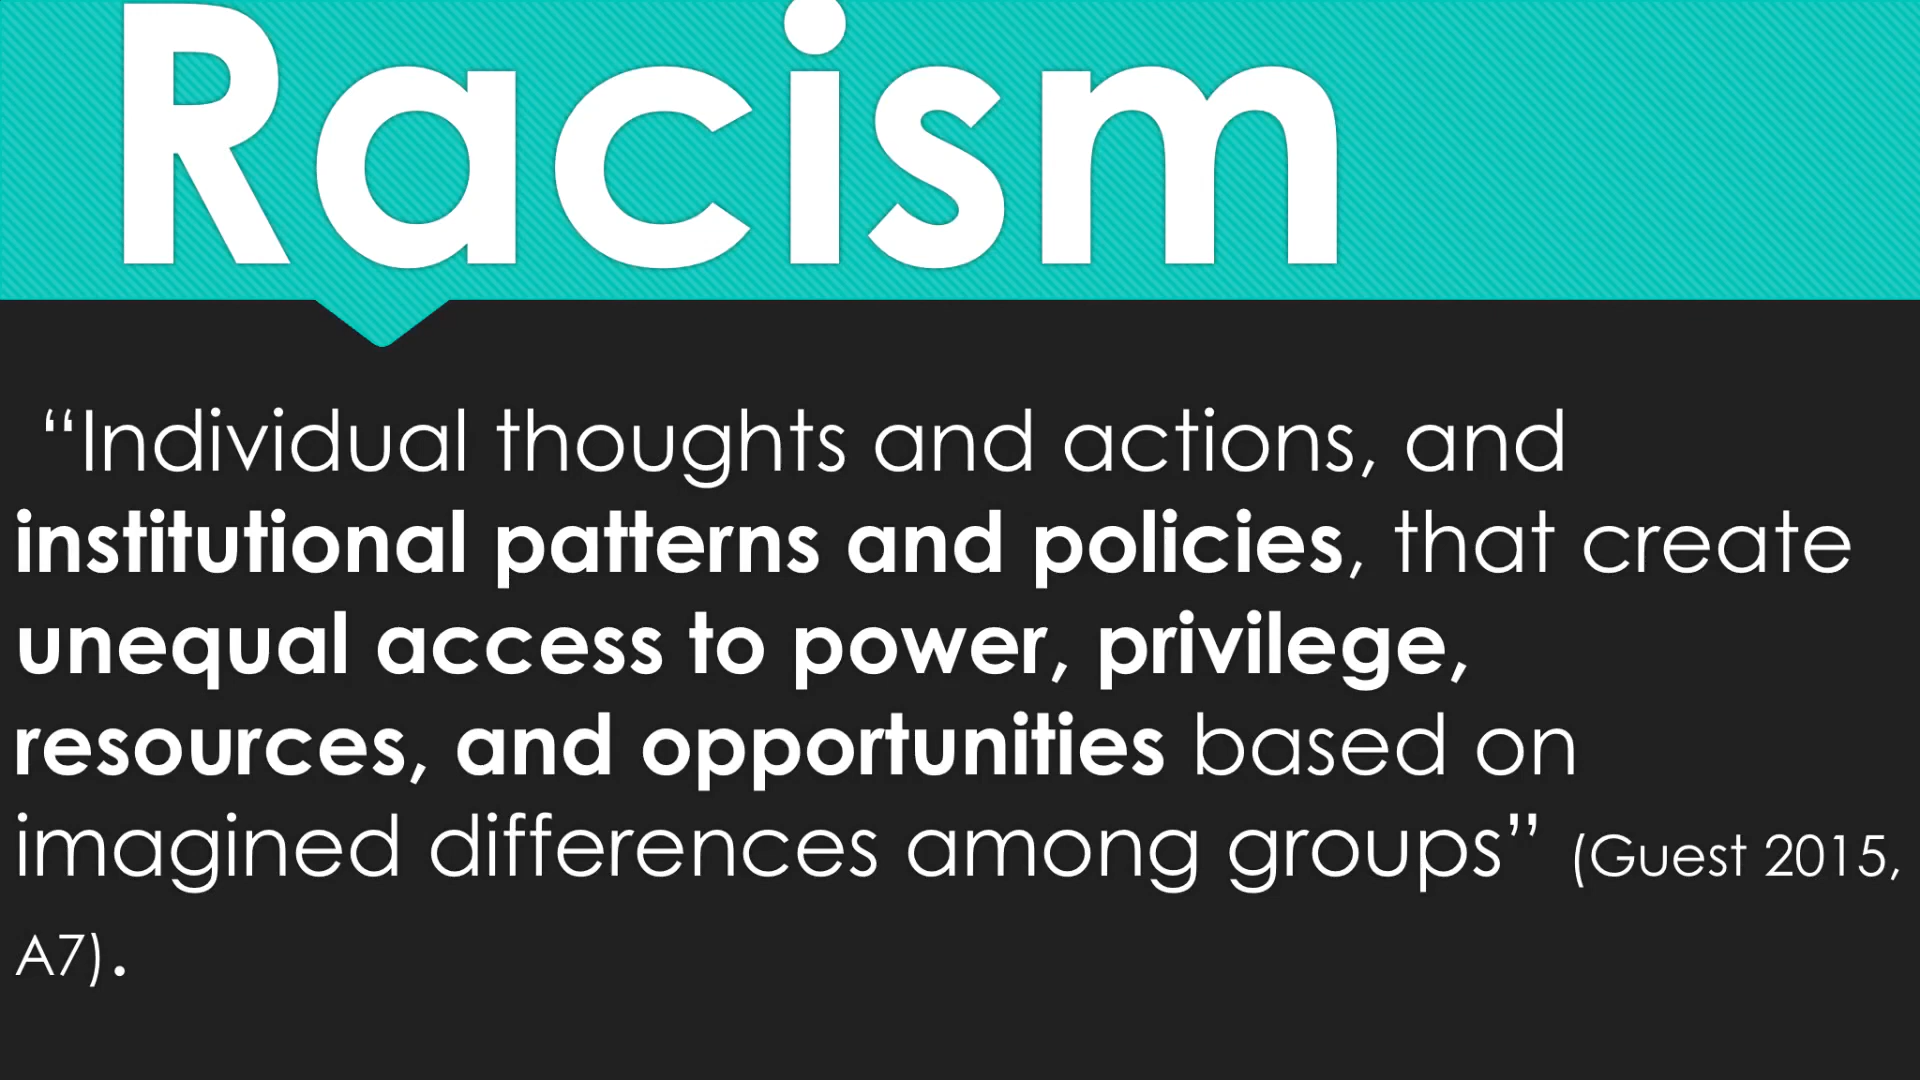 Racism
“Individual thoughts and actions, and
institutional patterns and policies, that create
unequal access to power, privilege,
resources, and opportunities based on
imagined differences among groups” (Guest 2015,
A7).